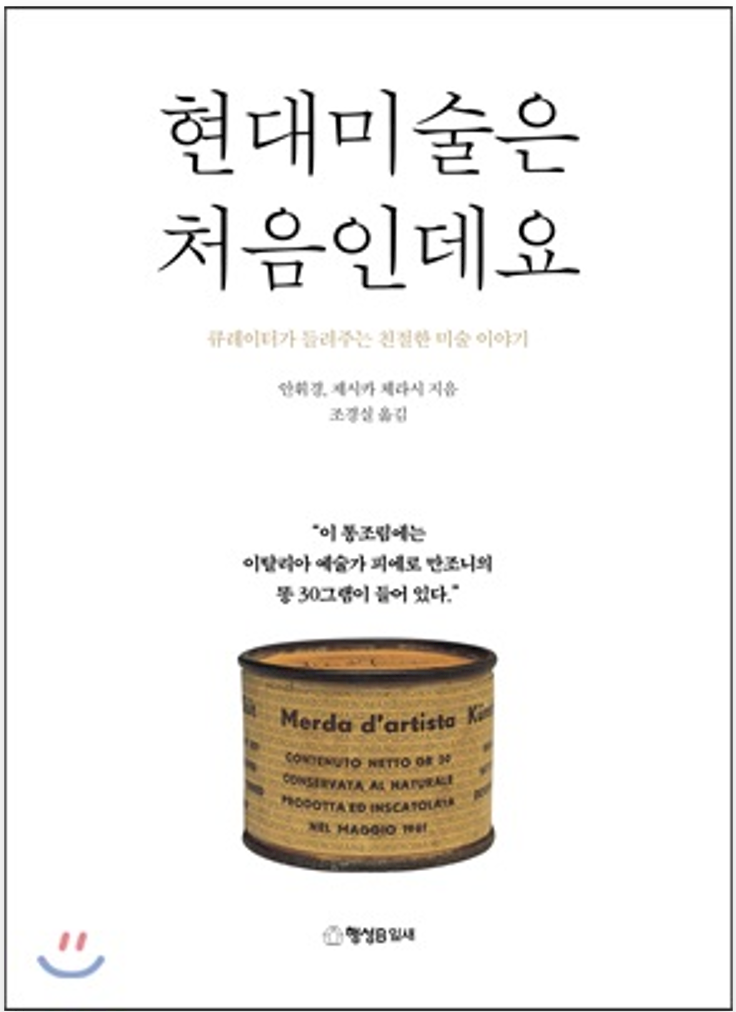 현대미술은
처음인데요
큐레이터가 들려주는 친절한 미술 이야기
안휘경, 제시카 체라시 지음
조경실 옮김
“이 통조림에는
이탈리아 예술가 피에로 만조니의
똥 30그램이 들어 있다.”
Merda d'artista
CONTENUTO NETTO GR 30
CONSERVATA AL NATURALE
PRODOTTA ED INSCATOLATA
NEL MAGGIO 1961
행성B잎새